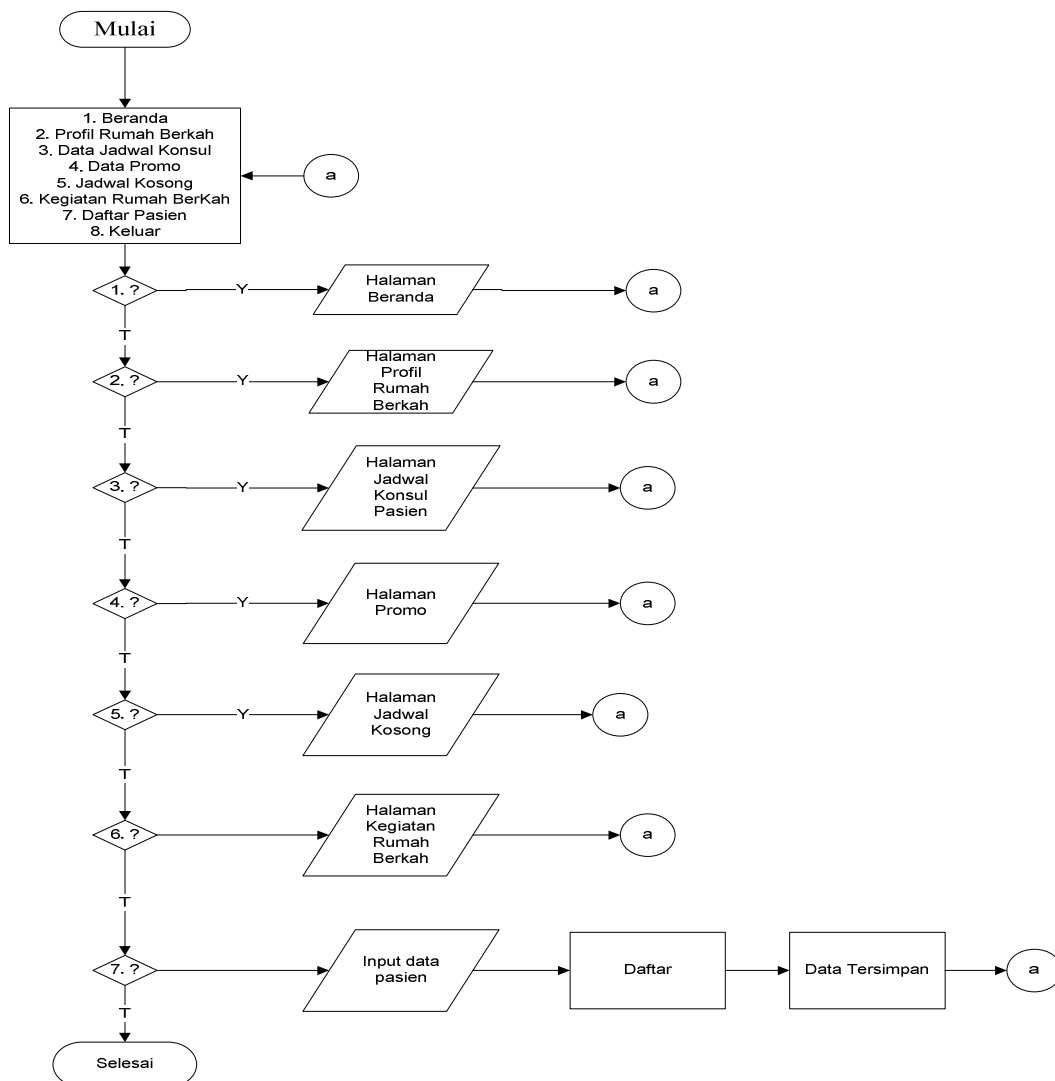 Mulai
1. Beranda
2. Profil Rumah Berkah
3. Data Jadwal Konsul
4. Data Promo
5. Jadwal Kosong
6. Kegiatan Rumah BerKah
7. Daftar Pasien
8. Keluar
a
1. ?
Y
Halaman
Beranda
a
T
2. ?
Y
Halaman
Profil
Rumah
Berkah
a
T
3. ?
Y
Halaman
Jadwal
Konsul
Pasien
a
T
4. ?
Y
Halaman
Promo
a
T
5. ?
Y
Halaman
Jadwal
Kosong
a
T
6. ?
Halaman
Kegiatan
Rumah
Berkah
a
T
7. ?
Input data
pasien
Daftar
Data Tersimpan
a
T
Selesai